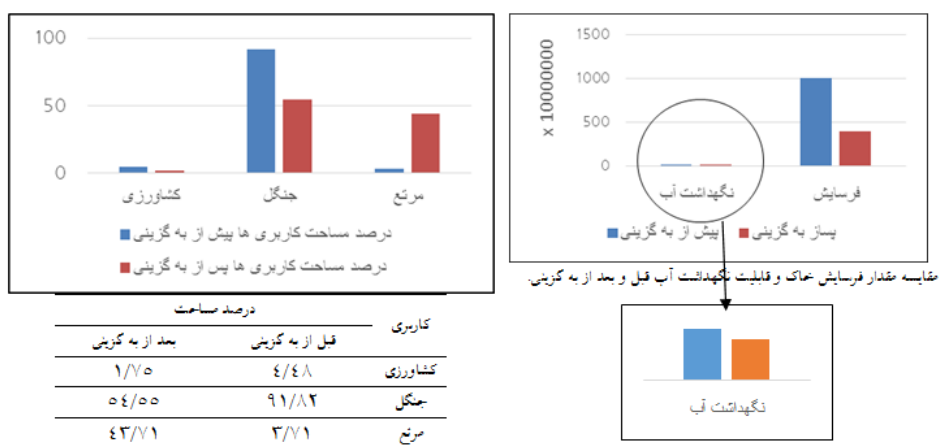 100
50
0
کشاورزی
جنگل
مرتع
درصد مساحت کاربری ها پیش از به گزینی
درصد مساحت کاربری ها پس از به گزینی
کاربری
درصد مساحت
قبل از به گزینی
بعد از به گزینی
کشاورزی ۴/۴۸ ۱/۷۵
جنگل ۹۱/۸۲ ۵۴/۵۵
مرتع ۳/۷۱ ۴۳/۷۱
x 10000000
1500
1000
500
0
نگهداشت آب
فرسایش
پیش از به گزینی
پساز به گزینی
مقایسه مقدار فرسایش خاک و قابلیت نگهداشت آب قبل و بعد از به گزینی.
نگهداشت آب